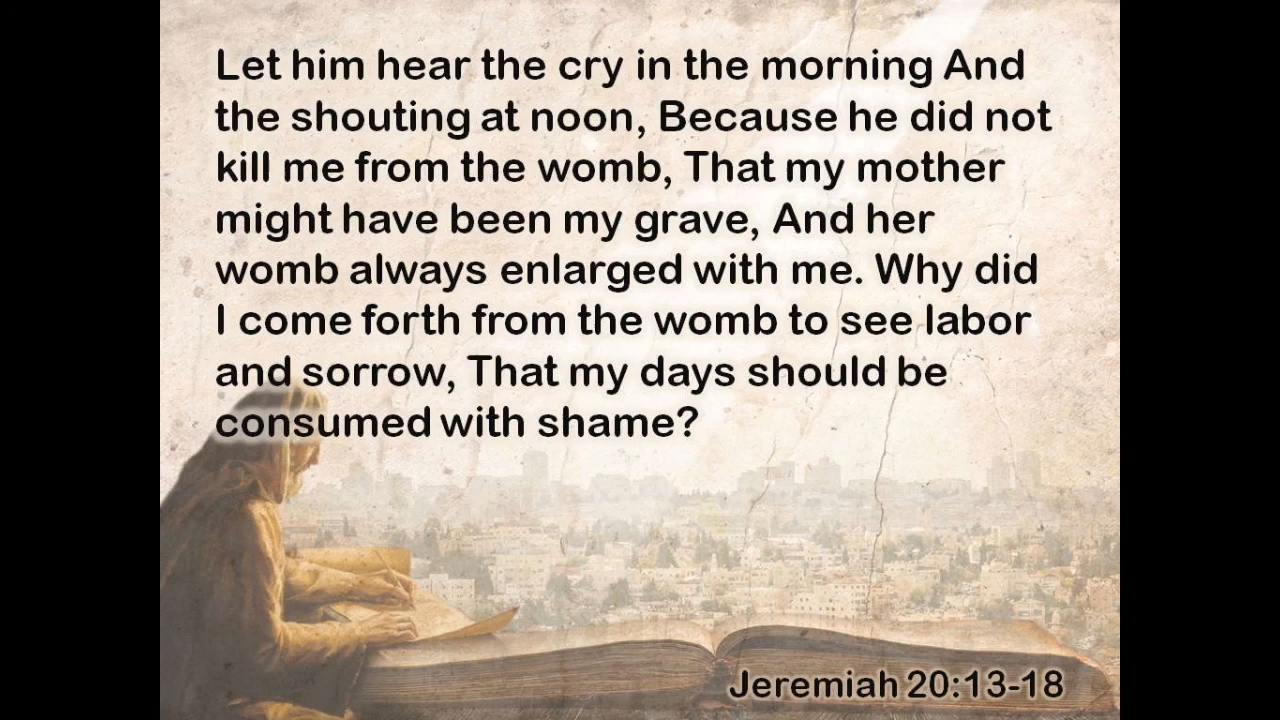 Let him hear the cry in the morning And
the shouting at noon, Because he did not
kill me from the womb, That my mother
might have been my grave, And her
womb always enlarged with me. Why did
I come forth from the womb to see labor
and sorrow, That my days should be
consumed with shame?
Jeremiah 20:13-18